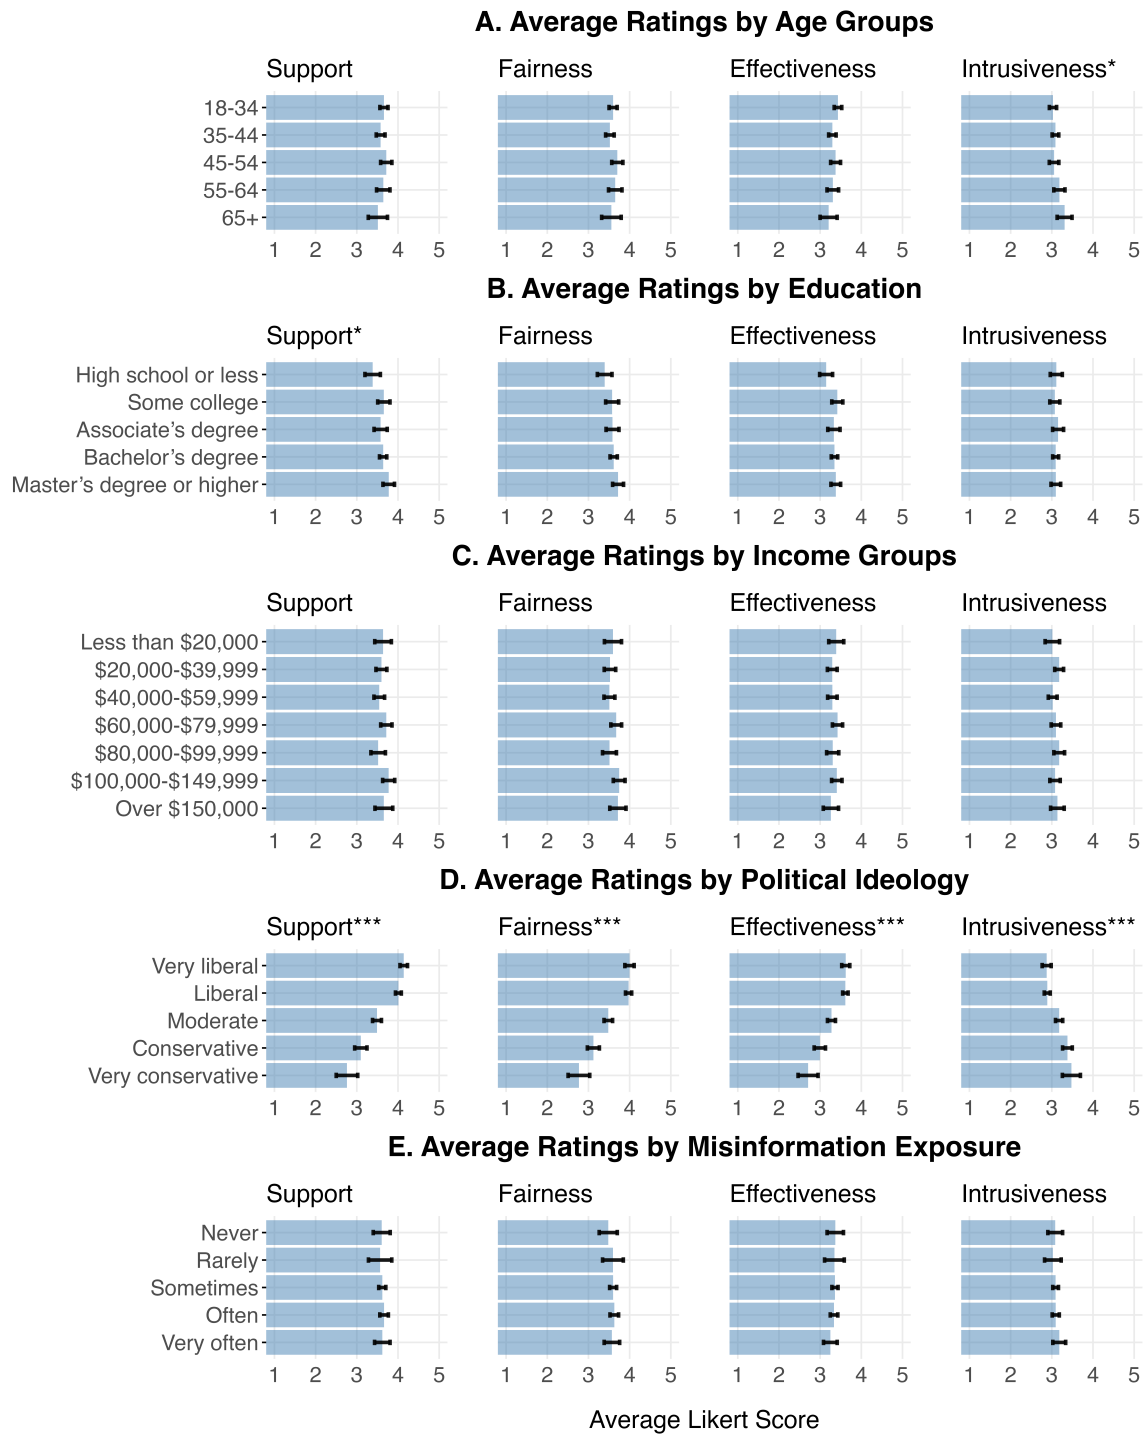 A. Average Ratings by Age Groups
Support Fairness Effectiveness Intrusiveness*
18-34
35-44
45-54
55-64
65+
1 2 3 4 5 1 2 3 4 5 1 2 3 4 5 1 2 3 4 5
B. Average Ratings by Education
Support* Fairness Effectiveness Intrusiveness
High school or less
Some college
Associate’s degree
Bachelor’s degree
Master’s degree or higher
1 2 3 4 5 1 2 3 4 5 1 2 3 4 5 1 2 3 4 5
C. Average Ratings by Income Groups
Support Fairness Effectiveness Intrusiveness
Less than $20,000
$20,000-$39,999
$40,000-$59,999
$60,000-$79,999
$80,000-$99,999
$100,000-$149,999
Over $150,000
1 2 3 4 5 1 2 3 4 5 1 2 3 4 5 1 2 3 4 5
D. Average Ratings by Political Ideology
Support*** Fairness*** Effectiveness*** Intrusiveness***
Very liberal
Liberal
Moderate
Conservative
Very conservative
1 2 3 4 5 1 2 3 4 5 1 2 3 4 5 1 2 3 4 5
E. Average Ratings by Misinformation Exposure
Support Fairness Effectiveness Intrusiveness
Never
Rarely
Sometimes
Often
Very often
1 2 3 4 5 1 2 3 4 5 1 2 3 4 5 1 2 3 4 5
Average Likert Score